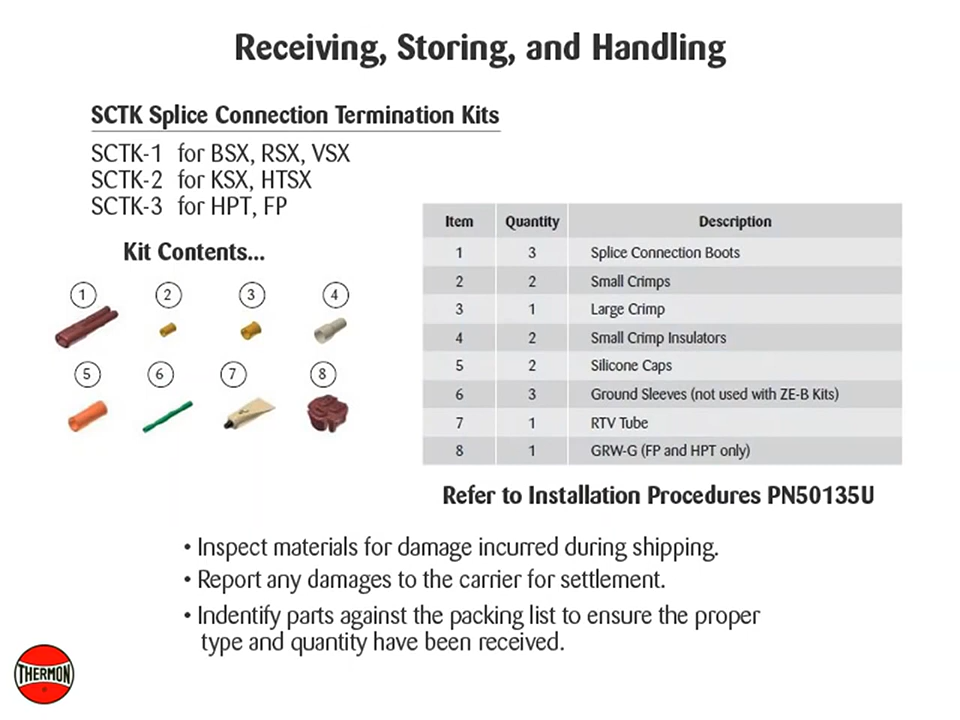 Receiving, Storing, and Handling
SCTK Splice Connection Termination Kits
SCTK-1 for BSX, RSX, VSX
SCTK-2 for KSX, HTSX
SCTK-3 for HPT, FP
Kit Contents...
1 2 3 4
5 6 7 8
Item Quantity Description
1 3 Splice Connection Boots
2 2 Small Crimps
3 1 Large Crimp
4 2 Small Crimp Insulators
5 2 Silicone Caps
6 3 Ground Sleeves (not used with ZE-B Kits)
7 1 RTV Tube
8 1 GRW-G (FP and HPT only)
Refer to Installation Procedures PN50135U
• Inspect materials for damage incurred during shipping.
• Report any damages to the carrier for settlement.
• Indentify parts against the packing list to ensure the proper
type and quantity have been received.
THERMON
®